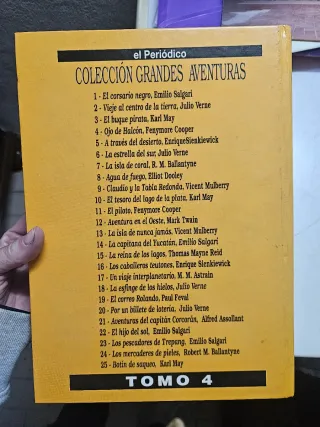 el Periódico
COLECCIÓN GRANDES AVENTURAS
1 - El corsario negro, Emilio Salgari
2 - Vieje al centro de la tierra, Julio Verne
3 - El buque pirata, Karl May
4 - Ojo de Halcón, Fenymore Cooper
5 - A través del desierto, EnriqueSienkiewick
6 - La estrella del sur, Julio Verne
7 - La isla de coral, R. M. Ballantyne
8 - Agua de fuego, Elliot Dooley
9 - Claudio y la Tabla Redonda, Vicent Mulberry
10 - El tesoro del lago de la plata, Karl May
11 - El piloto, Fenymore Cooper
12 - Aventura en el Oeste, Mark Twain
13 - La isla de nunca jamás, Vicent Mulberry
14 - La capitana del Yucatán, Emilio Salgari
15 - La reina de los lagos, Thomas Mayne Reid
16 - Los caballeros teutones, Enrique Sienkiewick
17 - Un viaje interplanetario, M. M. Astrain
18 - La esfinge de los hielos, Julio Verne
19 - El correo Rolando, Paul Feval
20 - Por un billete de lotería, Julio Verne
21 - Aventuras del capitán Corcorán, Alfred Assollant
22 - El hijo del sol, Emilio Salgari
23 - Los pescadores de Trepang, Emilio Salgari
24 - Los mercaderes de pieles, Robert M. Ballantyne
25 - Botín de saqueo, Karl May
TOMO 4